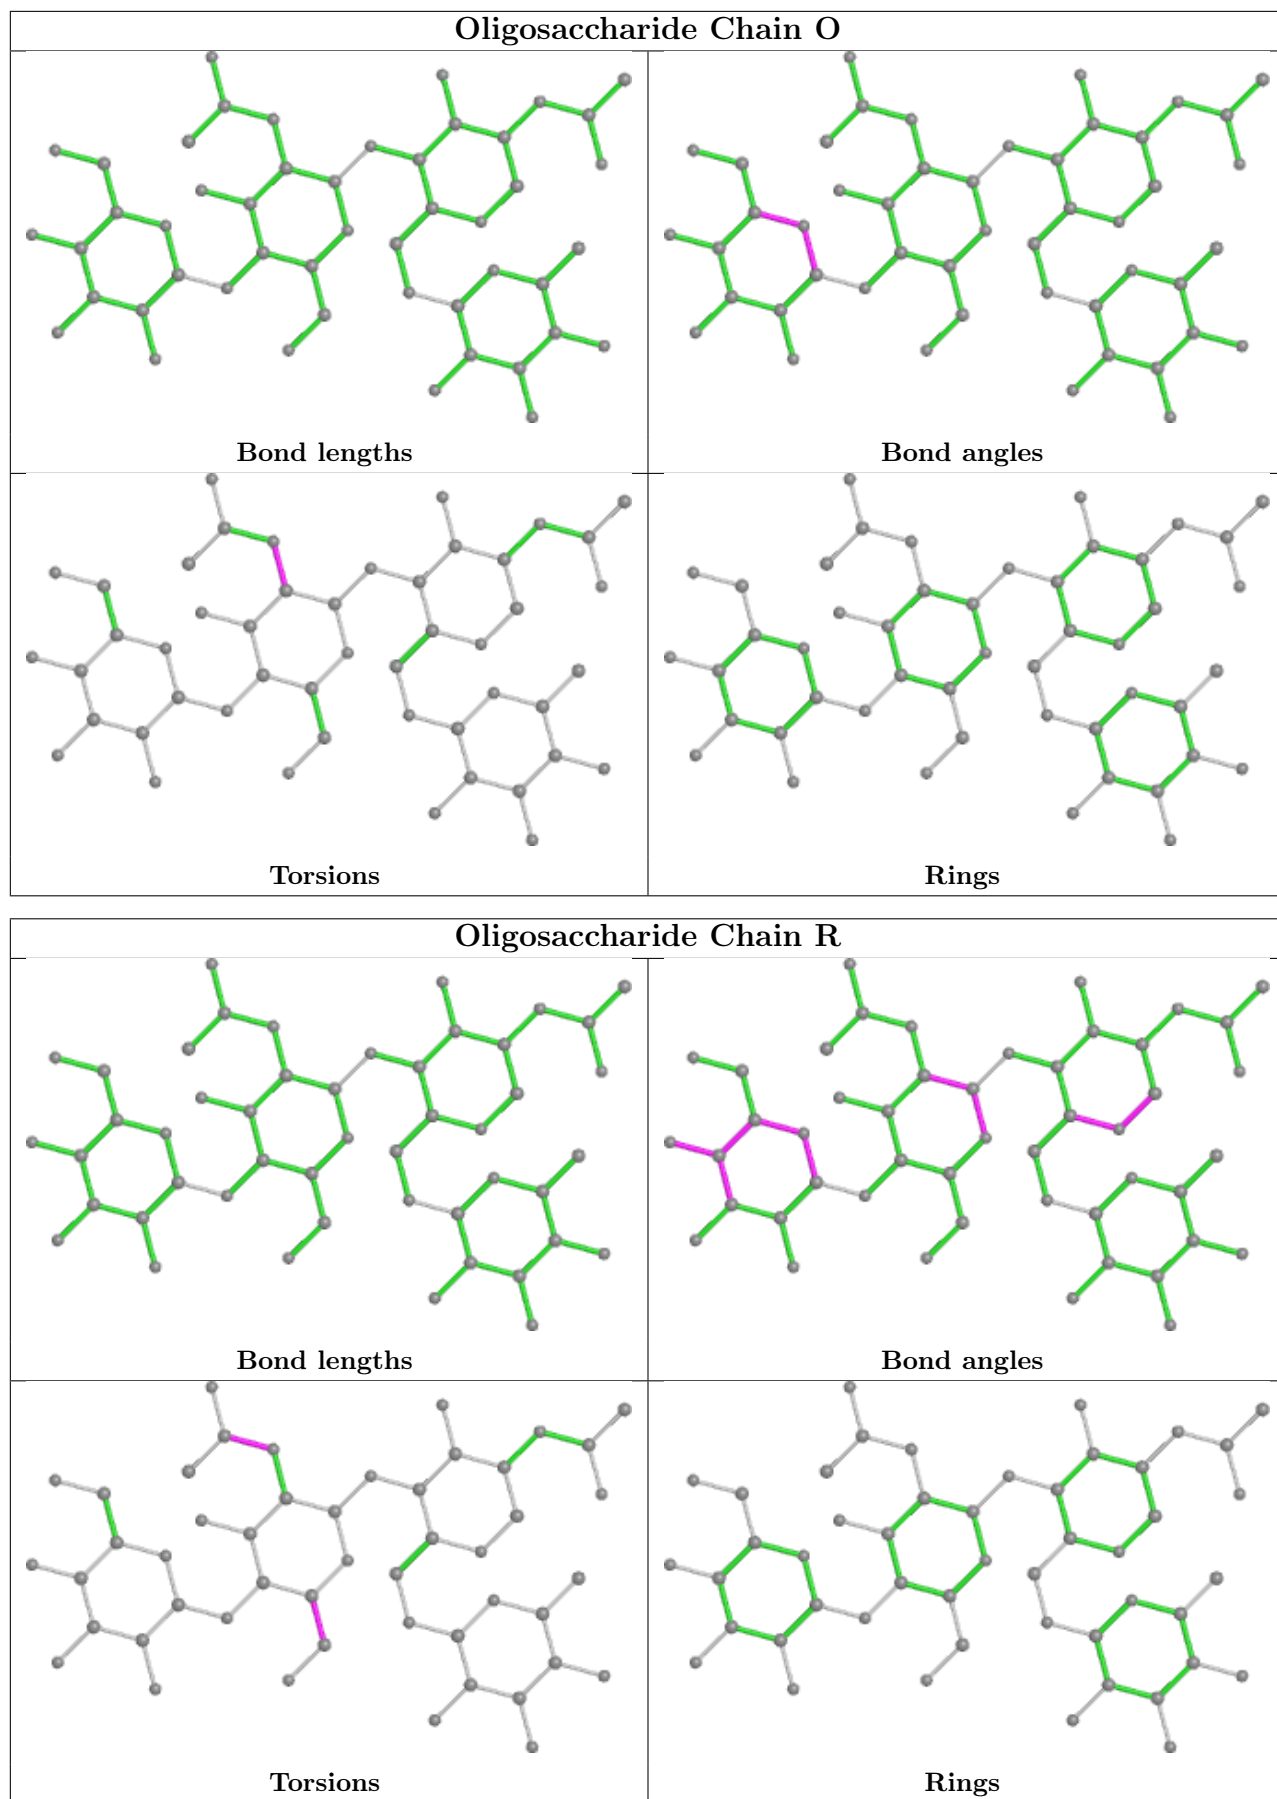 Oligosaccharide Chain O
Bond lengths
Bond angles
Torsions
Rings
Oligosaccharide Chain R
Bond lengths
Bond angles
Torsions
Rings